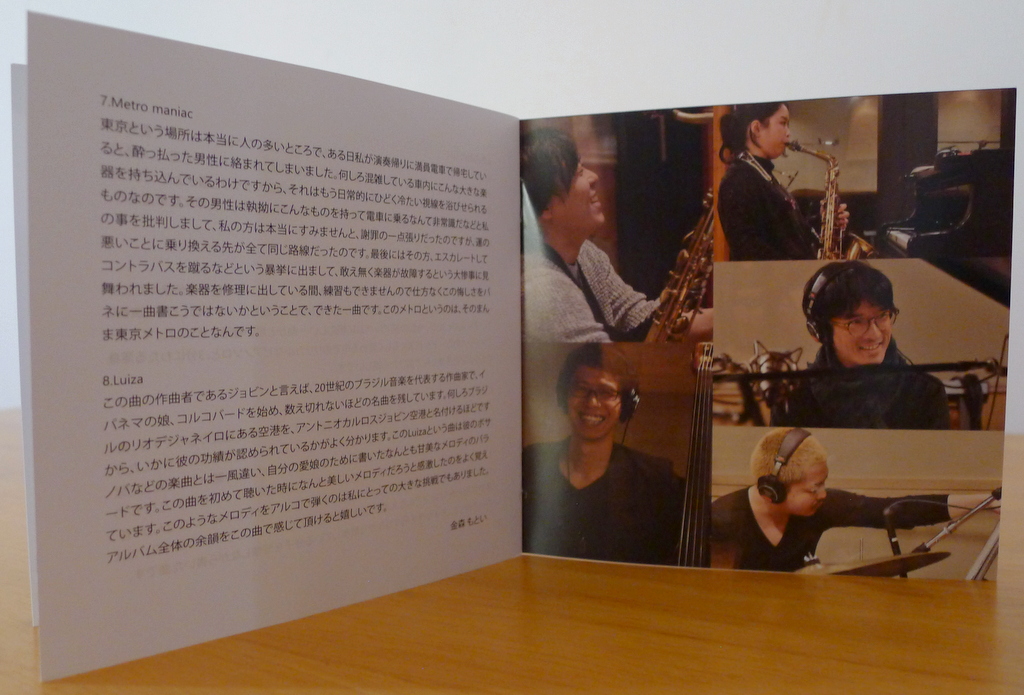 7.Metro maniac
東京という場所は本当に人の多いところで、ある日私が演奏帰りに満員電車で帰宅してい
ると、酔っ払った男性に絡まれてしまいました。何しろ混雑している車内にこんな大きな楽
器を持ち込んでいるわけですから、それはもう日常的にひどく冷たい視線を浴びせられる
ものなのです。その男性は執拗にこんなものを持って電車に乗るなんて非常識だなどと私
の事を批判しまして、私の方は本当にすみませんと、謝罪の一点張りだったのですが、運の
悪いことに乗り換える先が全て同じ路線だったのです。最後にはその方、エスカレートして
コントラバスを蹴るなどという暴挙に出まして、敢え無く楽器が故障するという大惨事に見
舞われました。楽器を修理に出している間、練習もできませんので仕方なくこの悔しさをバ
ネに一曲書こうではないかということで、できた一曲です。このメトロというのは、そのまん
ま東京メトロのことなんです。
8.Luiza
この曲の作曲者であるジョビンと言えば、20世紀のブラジル音楽を代表する作曲家で、イ
パネマの娘、コルコバードを始め、数え切れないほどの名曲を残しています。何しろブラジ
ルのリオデジャネイロにある空港を、アントニオカルロスジョビン空港と名付けるほどです
から、いかに彼の功績が認められているかがよく分かります。このLuizaという曲は彼のボサ
ノバなどの楽曲とは一風違い、自分の愛娘のために書いたなんとも甘美なメロディのバラ
ードです。この曲を初めて聴いた時になんと美しいメロディだろうと感激したのをよく覚え
ています。このようなメロディをアルコで弾くのは私にとっての大きな挑戦でもありました。
アルバム全体の余韻をこの曲で感じて頂けると嬉しいです。
金森 もとい